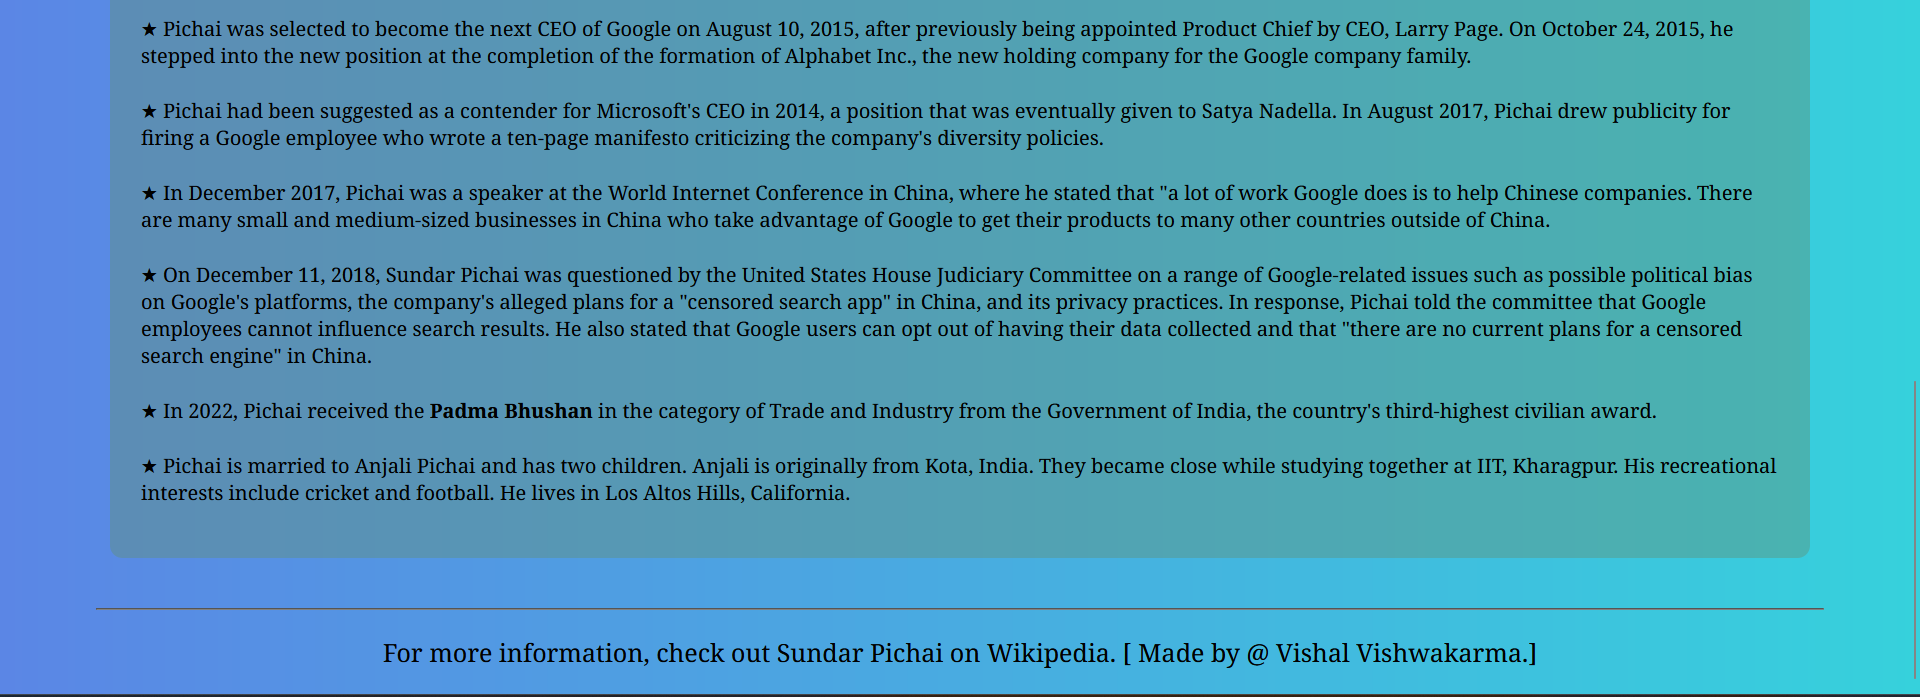 ★ Pichai was selected to become the next CEO of Google on August 10, 2015, after previously being appointed Product Chief by CEO, Larry Page. On October 24, 2015, he
stepped into the new position at the completion of the formation of Alphabet Inc., the new holding company for the Google company family.
★ Pichai had been suggested as a contender for Microsoft's CEO in 2014, a position that was eventually given to Satya Nadella. In August 2017, Pichai drew publicity for
firing a Google employee who wrote a ten-page manifesto criticizing the company's diversity policies.
★ In December 2017, Pichai was a speaker at the World Internet Conference in China, where he stated that "a lot of work Google does is to help Chinese companies. There
are many small and medium-sized businesses in China who take advantage of Google to get their products to many other countries outside of China.
★ On December 11, 2018, Sundar Pichai was questioned by the United States House Judiciary Committee on a range of Google-related issues such as possible political bias
on Google's platforms, the company's alleged plans for a "censored search app" in China, and its privacy practices. In response, Pichai told the committee that Google
employees cannot influence search results. He also stated that Google users can opt out of having their data collected and that "there are no current plans for a censored
search engine" in China.
★ In 2022, Pichai received the Padma Bhushan in the category of Trade and Industry from the Government of India, the country's third-highest civilian award.
★ Pichai is married to Anjali Pichai and has two children. Anjali is originally from Kota, India. They became close while studying together at IIT, Kharagpur. His recreational
interests include cricket and football. He lives in Los Altos Hills, California.
For more information, check out Sundar Pichai on Wikipedia. [ Made by @ Vishal Vishwakarma.]